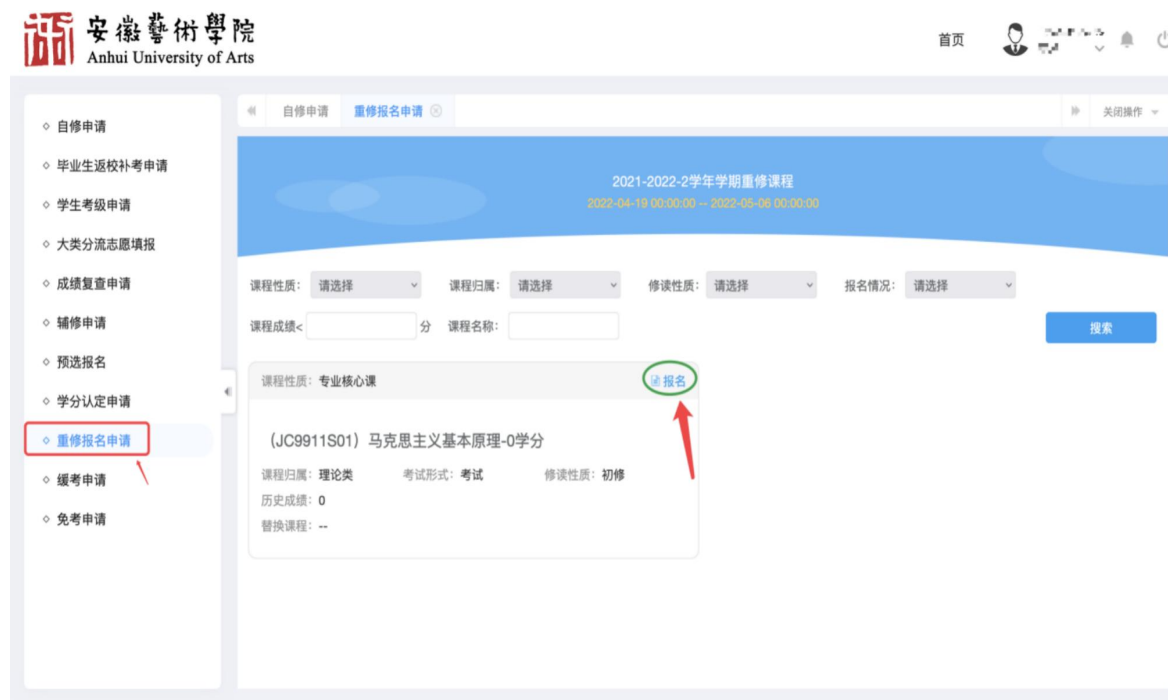 安徽藝術學院
Anhui University of Arts
首页
自修申请
毕业生返校补考申请
学生考级申请
大类分流志愿填报
成绩复查申请
辅修申请
预选报名
学分认定申请
重修报名申请
缓考申请
免考申请
自修申请 重修报名申请 关闭操作
2021-2022-2学年学期重修课程
2022-04-19 00:00:00 -- 2022-05-06 00:00:00
课程性质: 请选择 课程归属: 请选择 修读性质: 请选择 报名情况: 请选择
课程成绩< 分 课程名称: 搜索
课程性质: 专业核心课 报名
（JC9911S01）马克思主义基本原理-0学分
课程归属: 理论类 考试形式: 考试 修读性质: 初修
历史成绩: 0
替换课程: --